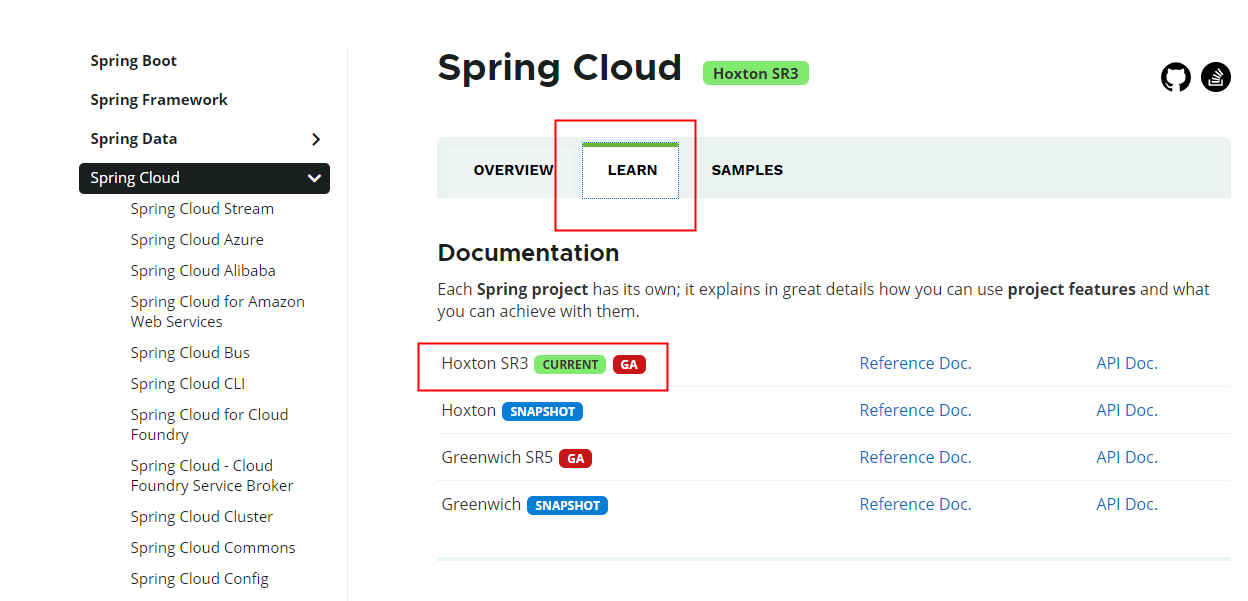 Spring Boot
Spring Framework
Spring Data
Spring Cloud
Spring Cloud Stream
Spring Cloud Azure
Spring Cloud Alibaba
Spring Cloud for Amazon
Web Services
Spring Cloud Bus
Spring Cloud CLI
Spring Cloud for Cloud
Foundry
Spring Cloud - Cloud
Foundry Service Broker
Spring Cloud Cluster
Spring Cloud Commons
Spring Cloud Config
Spring Cloud Hoxton SR3
OVERVIEW LEARN SAMPLES
Documentation
Each Spring project has its own; it explains in great details how you can use project features and what
you can achieve with them.
Hoxton SR3 CURRENT GA Reference Doc. API Doc.
Hoxton SNAPSHOT Reference Doc. API Doc.
Greenwich SR5 GA Reference Doc. API Doc.
Greenwich SNAPSHOT Reference Doc. API Doc.